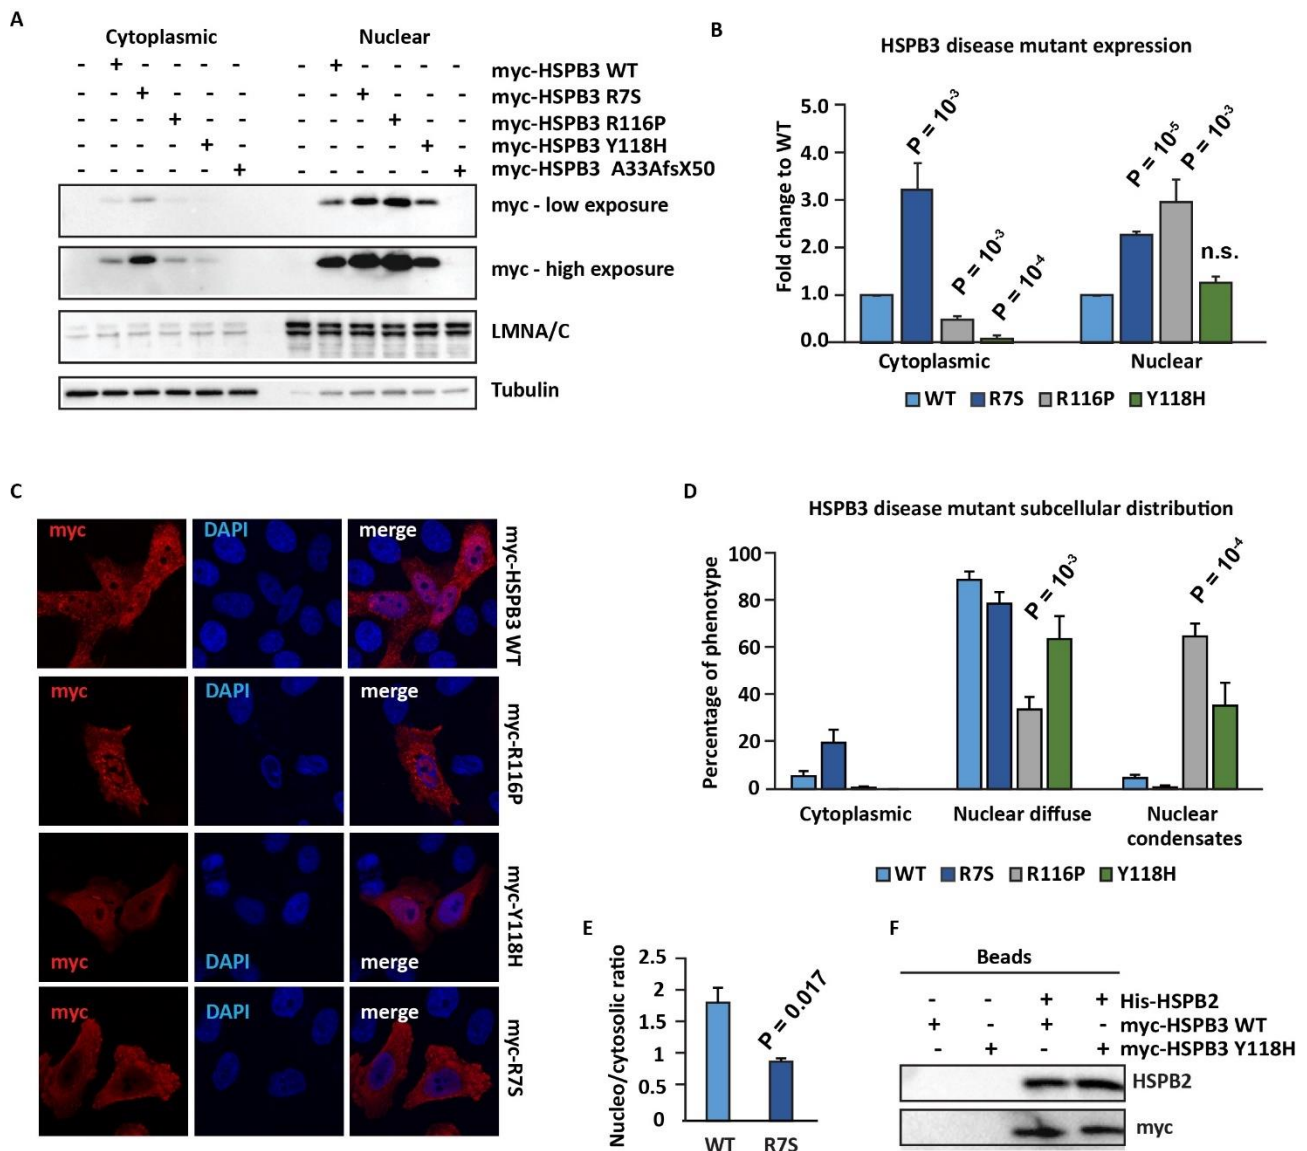 A
Cytoplasmic Nuclear
- + - - - - - + - - - - myc-HSPB3 WT
- - + - - - - - + - - - myc-HSPB3 R7S
- - - + - - - - - + - - myc-HSPB3 R116P
- - - - + - - - - - + - myc-HSPB3 Y118H
- - - - - + - - - - - + myc-HSPB3 A33AfsX50
myc - low exposure
myc - high exposure
LMNA/C
Tubulin
B
HSPB3 disease mutant expression
Fold change to WT
5.0
4.0
3.0
2.0
1.0
0.0
P = 10⁻³
P = 10⁻³
P = 10⁻⁴
P = 10⁻⁵
P = 10⁻³
n.s.
Cytoplasmic Nuclear
WT R7S R116P Y118H
C
myc DAPI merge
myc-HSPB3 WT
myc DAPI merge
myc-R116P
myc DAPI merge
myc-Y118H
myc DAPI merge
myc-R7S
D
HSPB3 disease mutant subcellular distribution
Percentage of phenotype
100
80
60
40
20
0
P = 10⁻³
P = 10⁻⁴
Cytoplasmic Nuclear diffuse Nuclear
condensates
WT R7S R116P Y118H
E
Nucleo/cytosolic ratio
2.5
2
1.5
1
0.5
0
P = 0.017
WT R7S
F
Beads
- - + + His-HSPB2
+ - + - myc-HSPB3 WT
- + - + myc-HSPB3 Y118H
HSPB2
myc